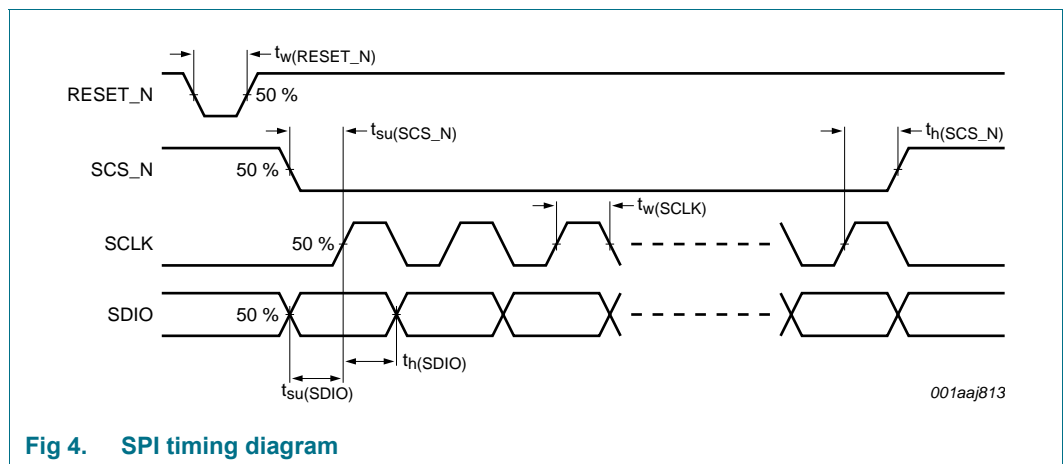 tw(RESET_N)
RESET_N
50 %
tsu(SCS_N)
th(SCS_N)
SCS_N
50 %
tw(SCLK)
SCLK
50 %
SDIO
50 %
th(SDIO)
tsu(SDIO)
001aaj813
Fig 4. SPI timing diagram